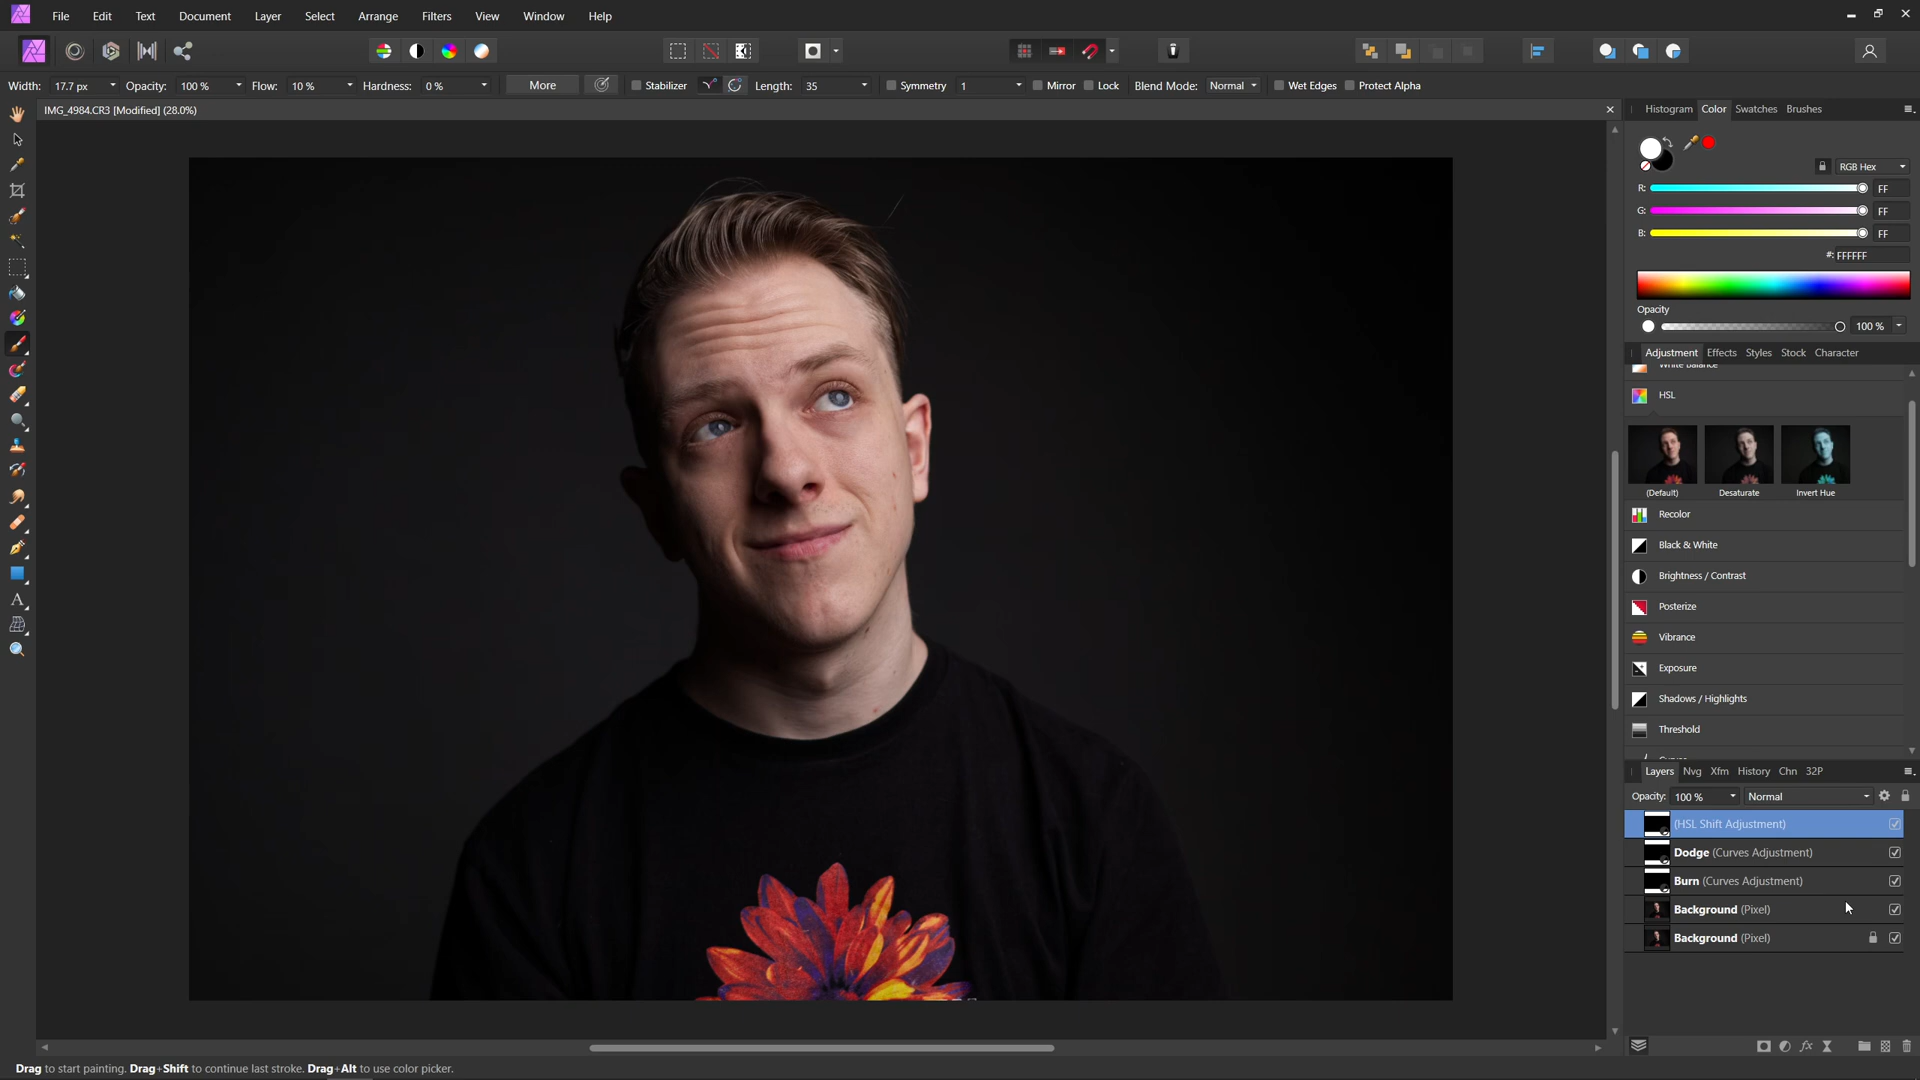 File Edit Text Document Layer Select Arrange Filters View Window Help
Width: 17.7 px Opacity: 100 % Flow: 10 % Hardness: 0 % More Stabilizer Length: 35 Symmetry 1 Mirror Lock Blend Mode: Normal Wet Edges Protect Alpha
IMG_4984.CR3 [Modified] (28.0%)
Histogram Color Swatches Brushes
RGB Hex
R: FF
G: FF
B: FF
#: FFFFFF
Opacity
100 %
Adjustment Effects Styles Stock Character
White Balance
HSL
(Default) Desaturate Invert Hue
Recolor
Black & White
Brightness / Contrast
Posterize
Vibrance
Exposure
Shadows / Highlights
Threshold
Layers Nvg Xfm History Chn 32P
Opacity: 100 % Normal
(HSL Shift Adjustment)
Dodge (Curves Adjustment)
Burn (Curves Adjustment)
Background (Pixel)
Background (Pixel)
Drag to start painting. Drag+Shift to continue last stroke. Drag+Alt to use color picker.